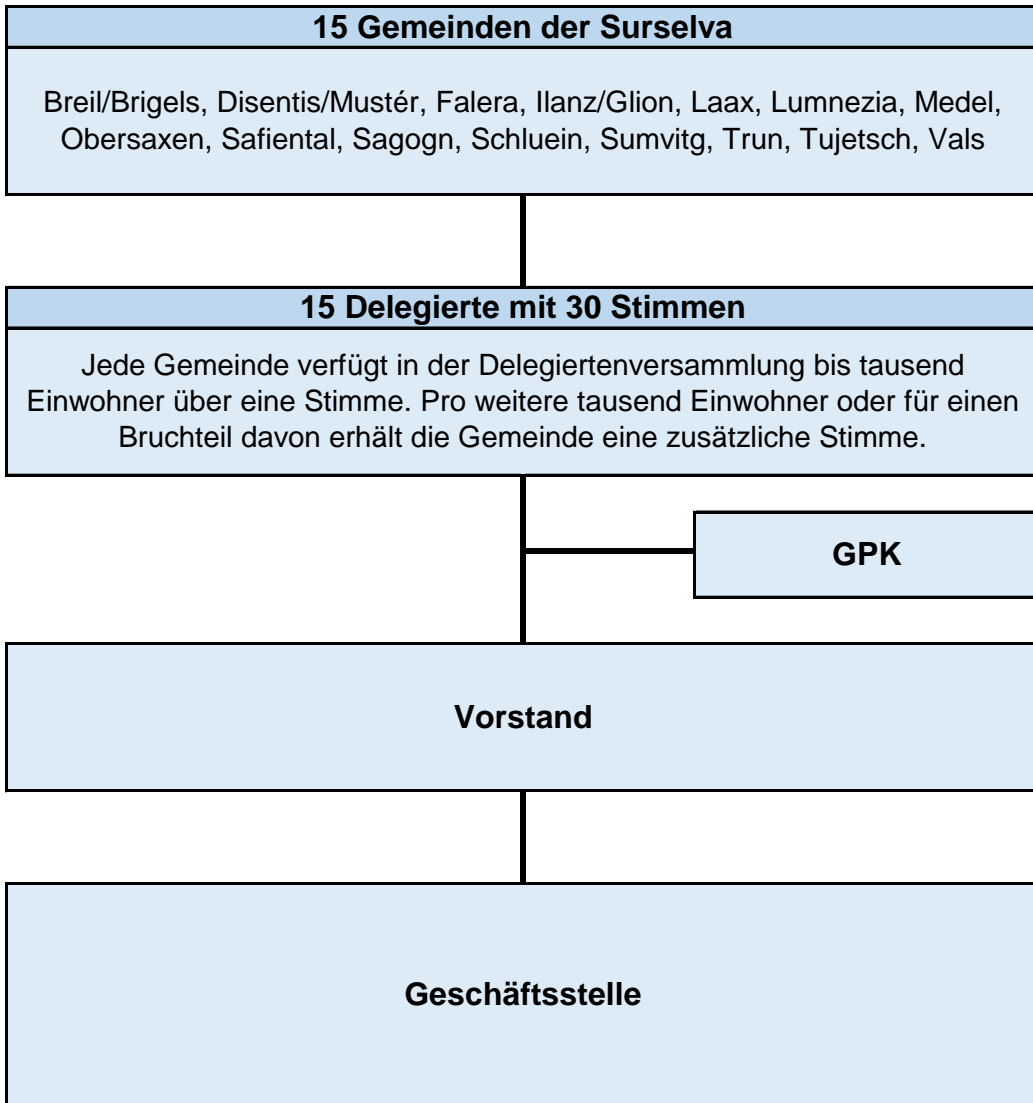 15 Gemeinden der Surselva
Breil/Brigels, Disentis/Mustér, Falera, Ilanz/Glion, Laax, Lumnezia, Medel,
Obersaxen, Safiental, Sagogn, Schluein, Sumvitg, Trun, Tujetsch, Vals
15 Delegierte mit 30 Stimmen
Jede Gemeinde verfügt in der Delegiertenversammlung bis tausend
Einwohner über eine Stimme. Pro weitere tausend Einwohner oder für einen
Bruchteil davon erhält die Gemeinde eine zusätzliche Stimme.
GPK
Vorstand
Geschäftsstelle